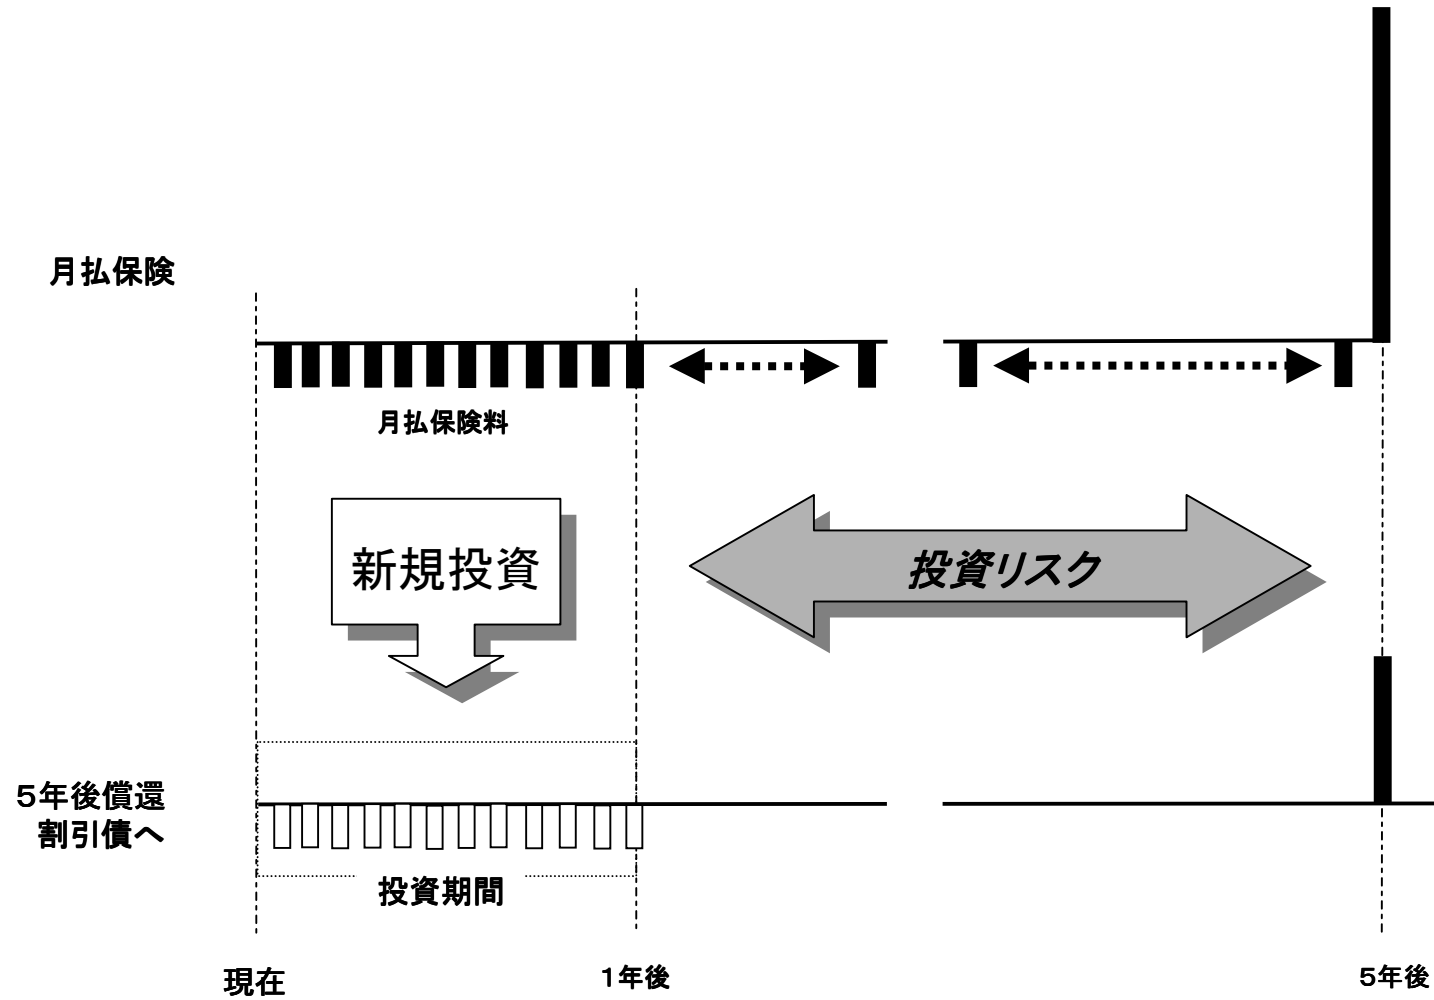 月払保険
月払保険料
新規投資
投資リスク
５年後償還
割引債へ
投資期間
現在
１年後
５年後